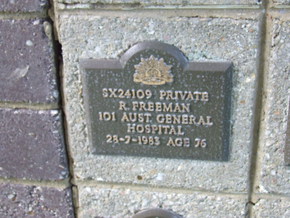 SX24109 PRIVATE
R. FREEMAN
101 AUST. GENERAL
HOSPITAL
28-7-1983 AGE 76